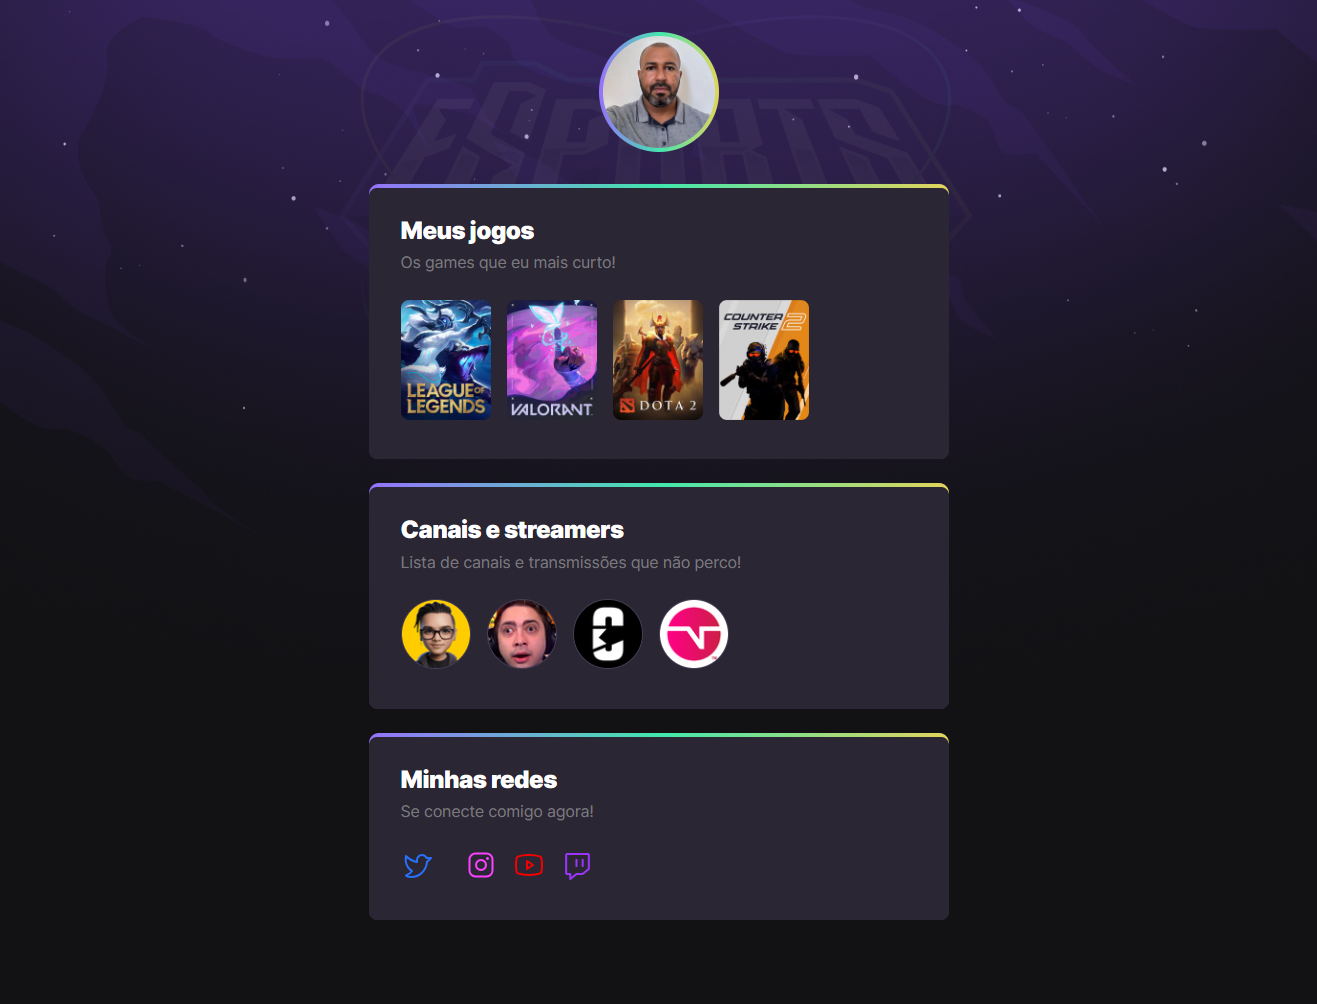 ESPORTS
Meus jogos
Os games que eu mais curto!
LEAGUE OF
LEGENDS
VALORANT
DOTA 2
COUNTER
STRIKE 2
Canais e streamers
Lista de canais e transmissões que não perco!
Minhas redes
Se conecte comigo agora!